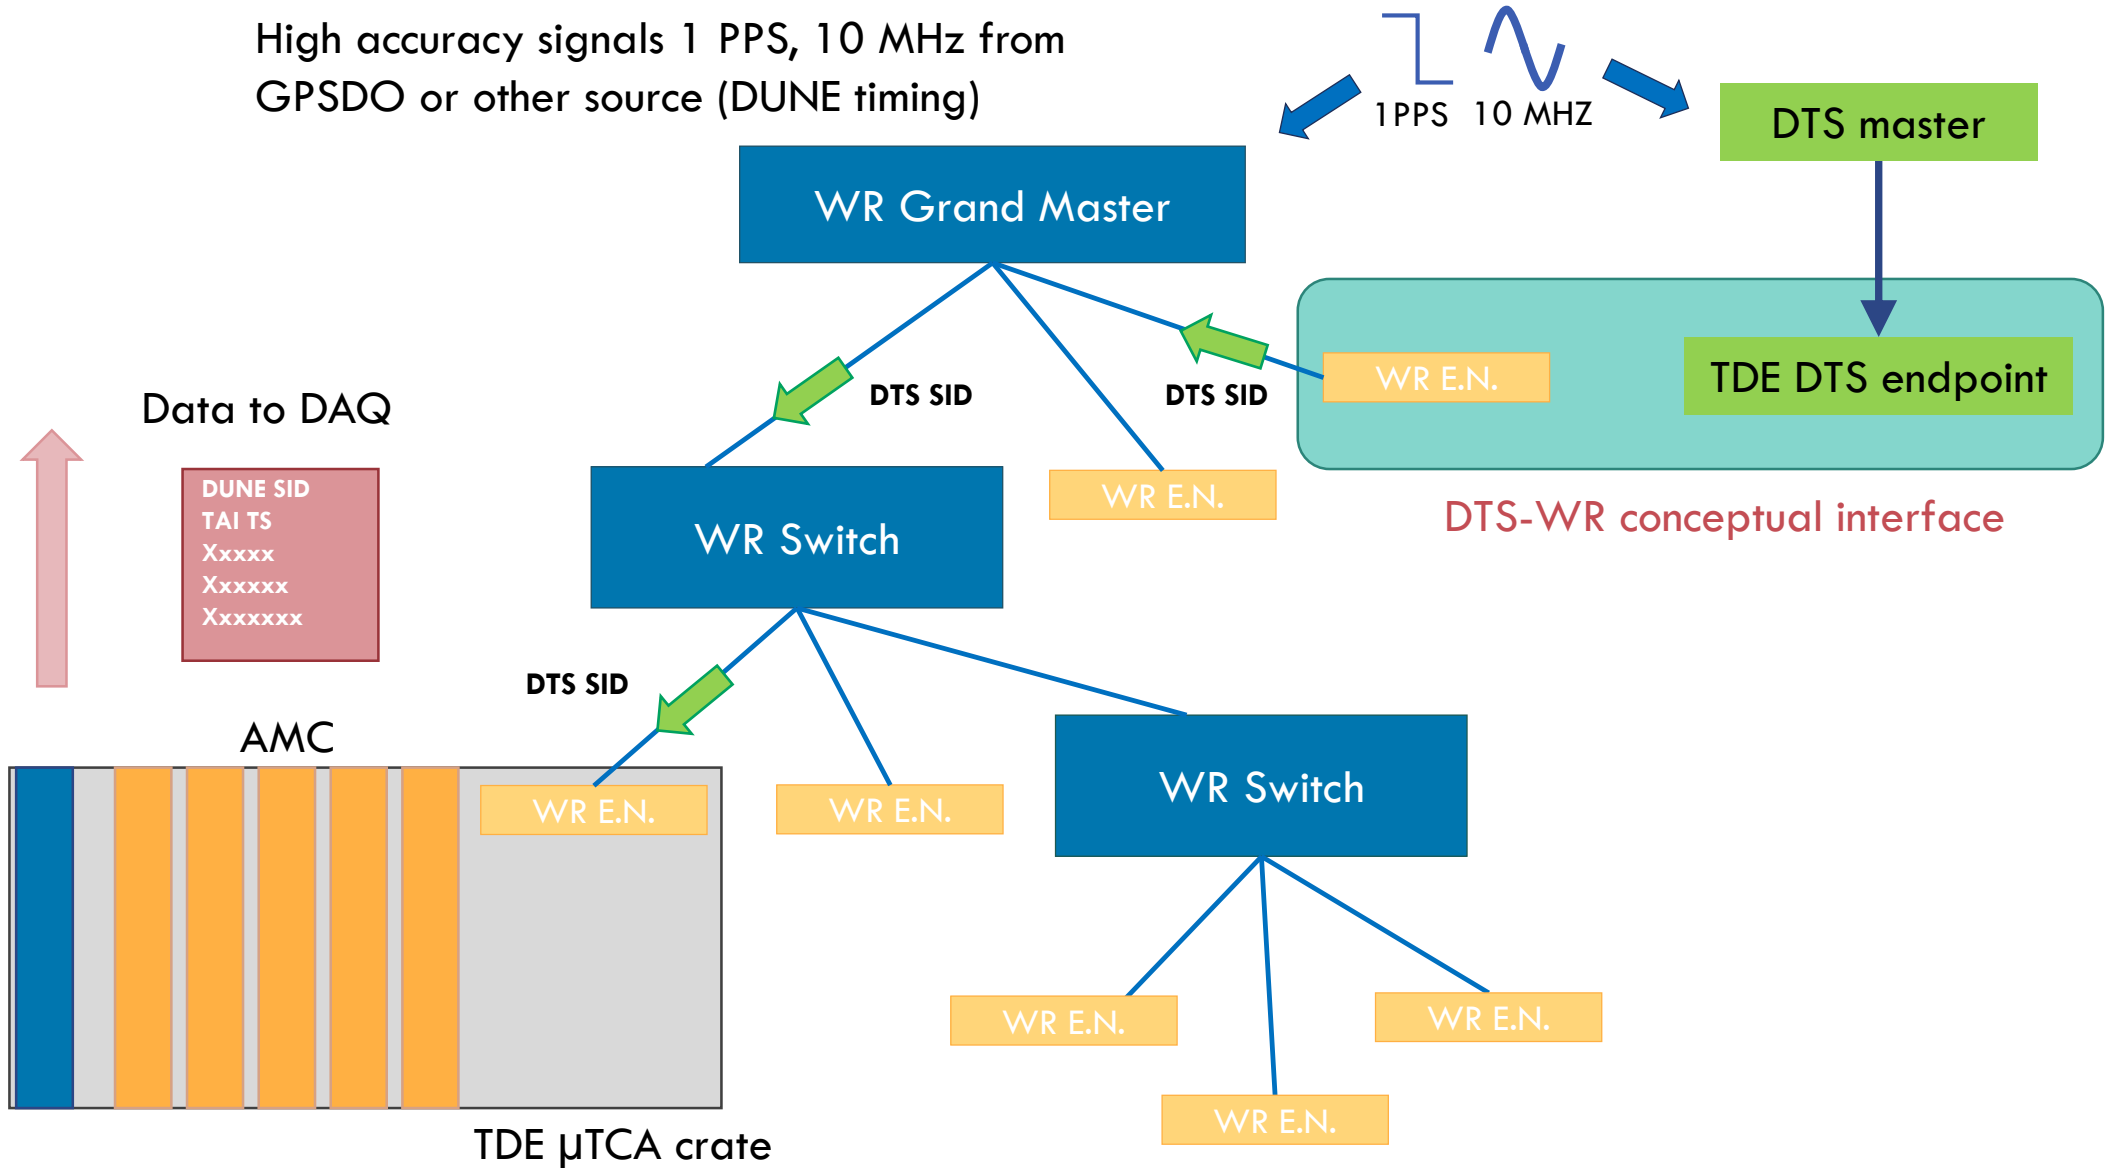 High accuracy signals 1 PPS, 10 MHz from
GPSDO or other source (DUNE timing)
1PPS
10 MHZ
DTS master
WR Grand Master
DTS SID
DTS SID
WR E.N.
TDE DTS endpoint
Data to DAQ
DUNE SID
TAI TS
Xxxxx
Xxxxxx
Xxxxxxx
WR Switch
WR E.N.
DTS-WR conceptual interface
DTS SID
AMC
WR E.N.
WR E.N.
WR Switch
WR E.N.
WR E.N.
WR E.N.
TDE µTCA crate